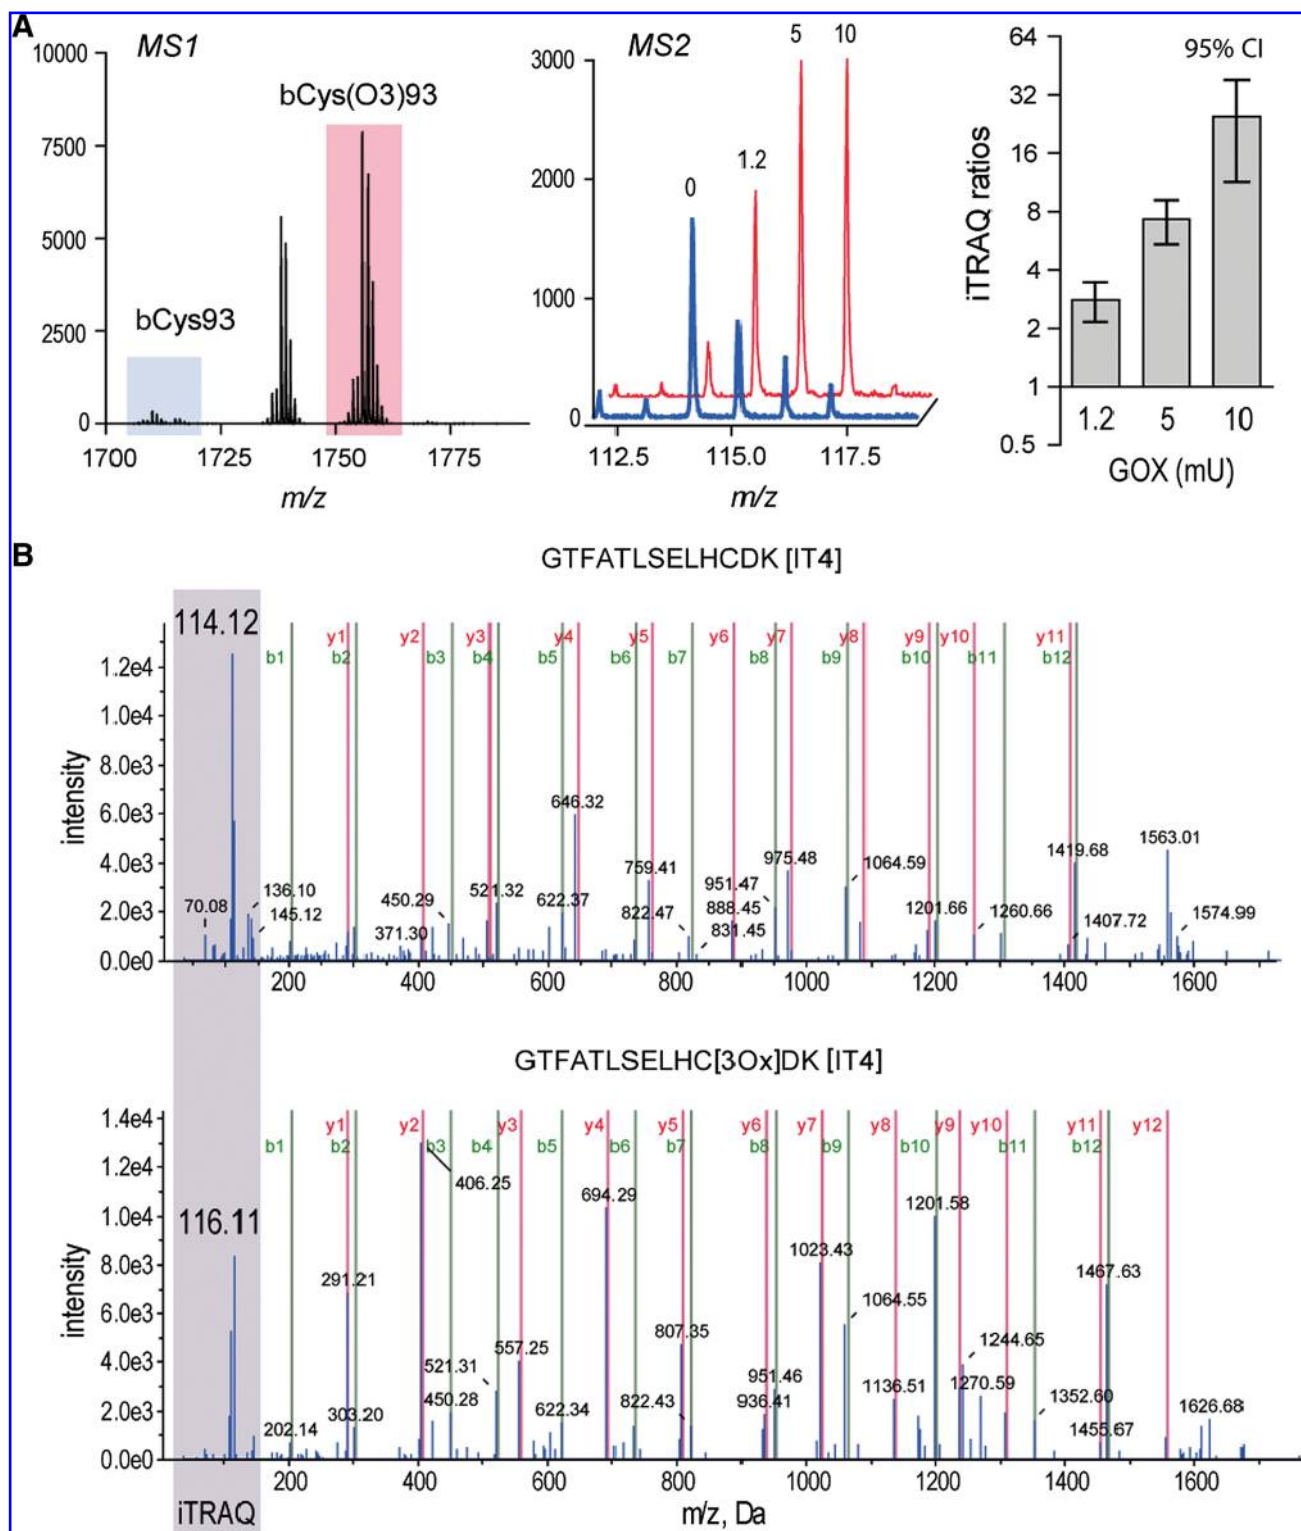 A
MS1
10000
7500
5000
2500
0
bCys93
bCys(O3)93
1700 1725 1750 1775
m/z
MS2
3000
2000
1000
0
0
1.2
5 10
112.5 115.0 117.5
m/z
iTRAQ ratios
95% CI
64
32
16
8
4
2
1
0.5
1.2 5 10
GOX (mU)
B
GTFATLSELHCDK [IT4]
114.12
y1 y2 y3 y4 y5 y6 y7 y8 y9 y10 y11
b1 b2 b3 b4 b5 b6 b7 b8 b9 b10 b11 b12
intensity
1.2e4
1.0e4
8.0e3
6.0e3
4.0e3
2.0e3
0.0e0
70.08
136.10
145.12
371.30
450.29
521.32
622.37
646.32
759.41
822.47
831.45
888.45
951.47
975.48
1064.59
1201.66
1260.66
1407.72
1419.68
1563.01
1574.99
200 400 600 800 1000 1200 1400 1600
GTFATLSELHC[3Ox]DK [IT4]
116.11
y1 y2 y3 y4 y5 y6 y7 y8 y9 y10 y11 y12
b1 b2 b3 b4 b5 b6 b7 b8 b9 b10 b11 b12
intensity
1.4e4
1.2e4
1.0e4
8.0e3
6.0e3
4.0e3
2.0e3
0.0e0
202.14
291.21
303.20
406.25
450.28
521.31
557.25
622.34
694.29
807.35
822.43
936.41
951.46
1023.43
1064.55
1136.51
1201.58
1244.65
1270.59
1352.60
1455.67
1467.63
1626.68
200 400 600 800 1000 1200 1400 1600
iTRAQ
m/z, Da